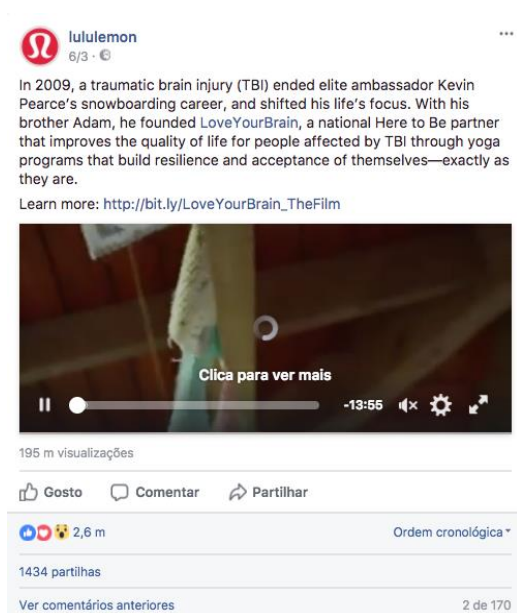 lululemon
6/3 ·
In 2009, a traumatic brain injury (TBI) ended elite ambassador Kevin
Pearce's snowboarding career, and shifted his life's focus. With his
brother Adam, he founded LoveYourBrain, a national Here to Be partner
that improves the quality of life for people affected by TBI through yoga
programs that build resilience and acceptance of themselves—exactly as
they are.
Learn more: http://bit.ly/LoveYourBrain_TheFilm
Clica para ver mais
-13:55
195 m visualizações
Gosto Comentar Partilhar
2,6 m Ordem cronológica
1434 partilhas
Ver comentários anteriores 2 de 170